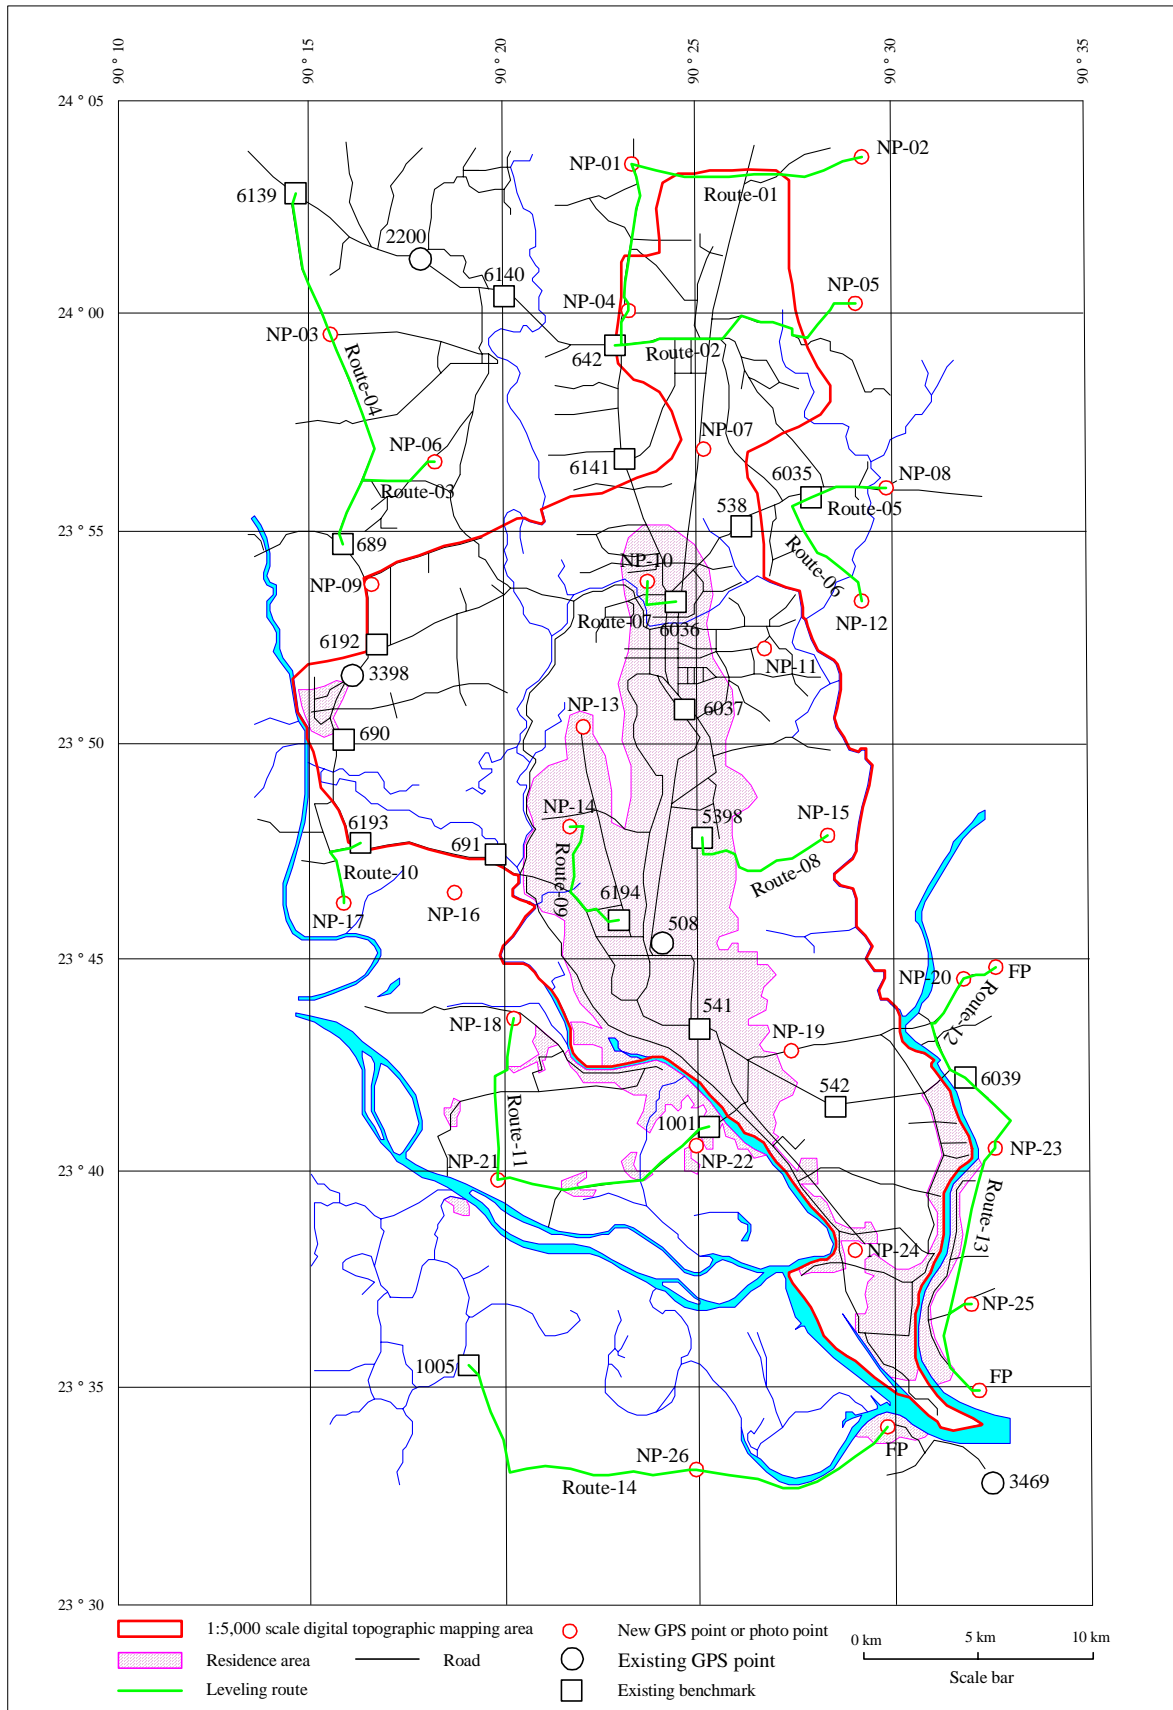 90 ° 10
90 ° 15
90 ° 20
90 ° 25
90 ° 30
90 ° 35
24 ° 05
NP-01
NP-02
6139
Route-01
2200
6140
NP-05
NP-04
24 ° 00
NP-03
642
Route-02
Route-04
NP-07
NP-06
6141
6035
NP-08
Route-03
538
Route-05
23 ° 55
689
Route-06
NP-10
NP-09
Route-07
6036
NP-12
6192
NP-11
3398
NP-13
6037
690
23 ° 50
NP-14
NP-15
6193
5398
691
Route-10
Route-08
Route-09
6194
NP-17
NP-16
508
23 ° 45
NP-20
FP
Route-12
541
NP-18
NP-19
6039
542
Route-11
1001
NP-21
NP-22
NP-23
23 ° 40
Route-13
NP-24
NP-25
1005
FP
23 ° 35
FP
NP-26
3469
Route-14
23 ° 30
1:5,000 scale digital topographic mapping area
New GPS point or photo point
0 km
5 km
10 km
Residence area
Road
Existing GPS point
Scale bar
Leveling route
Existing benchmark